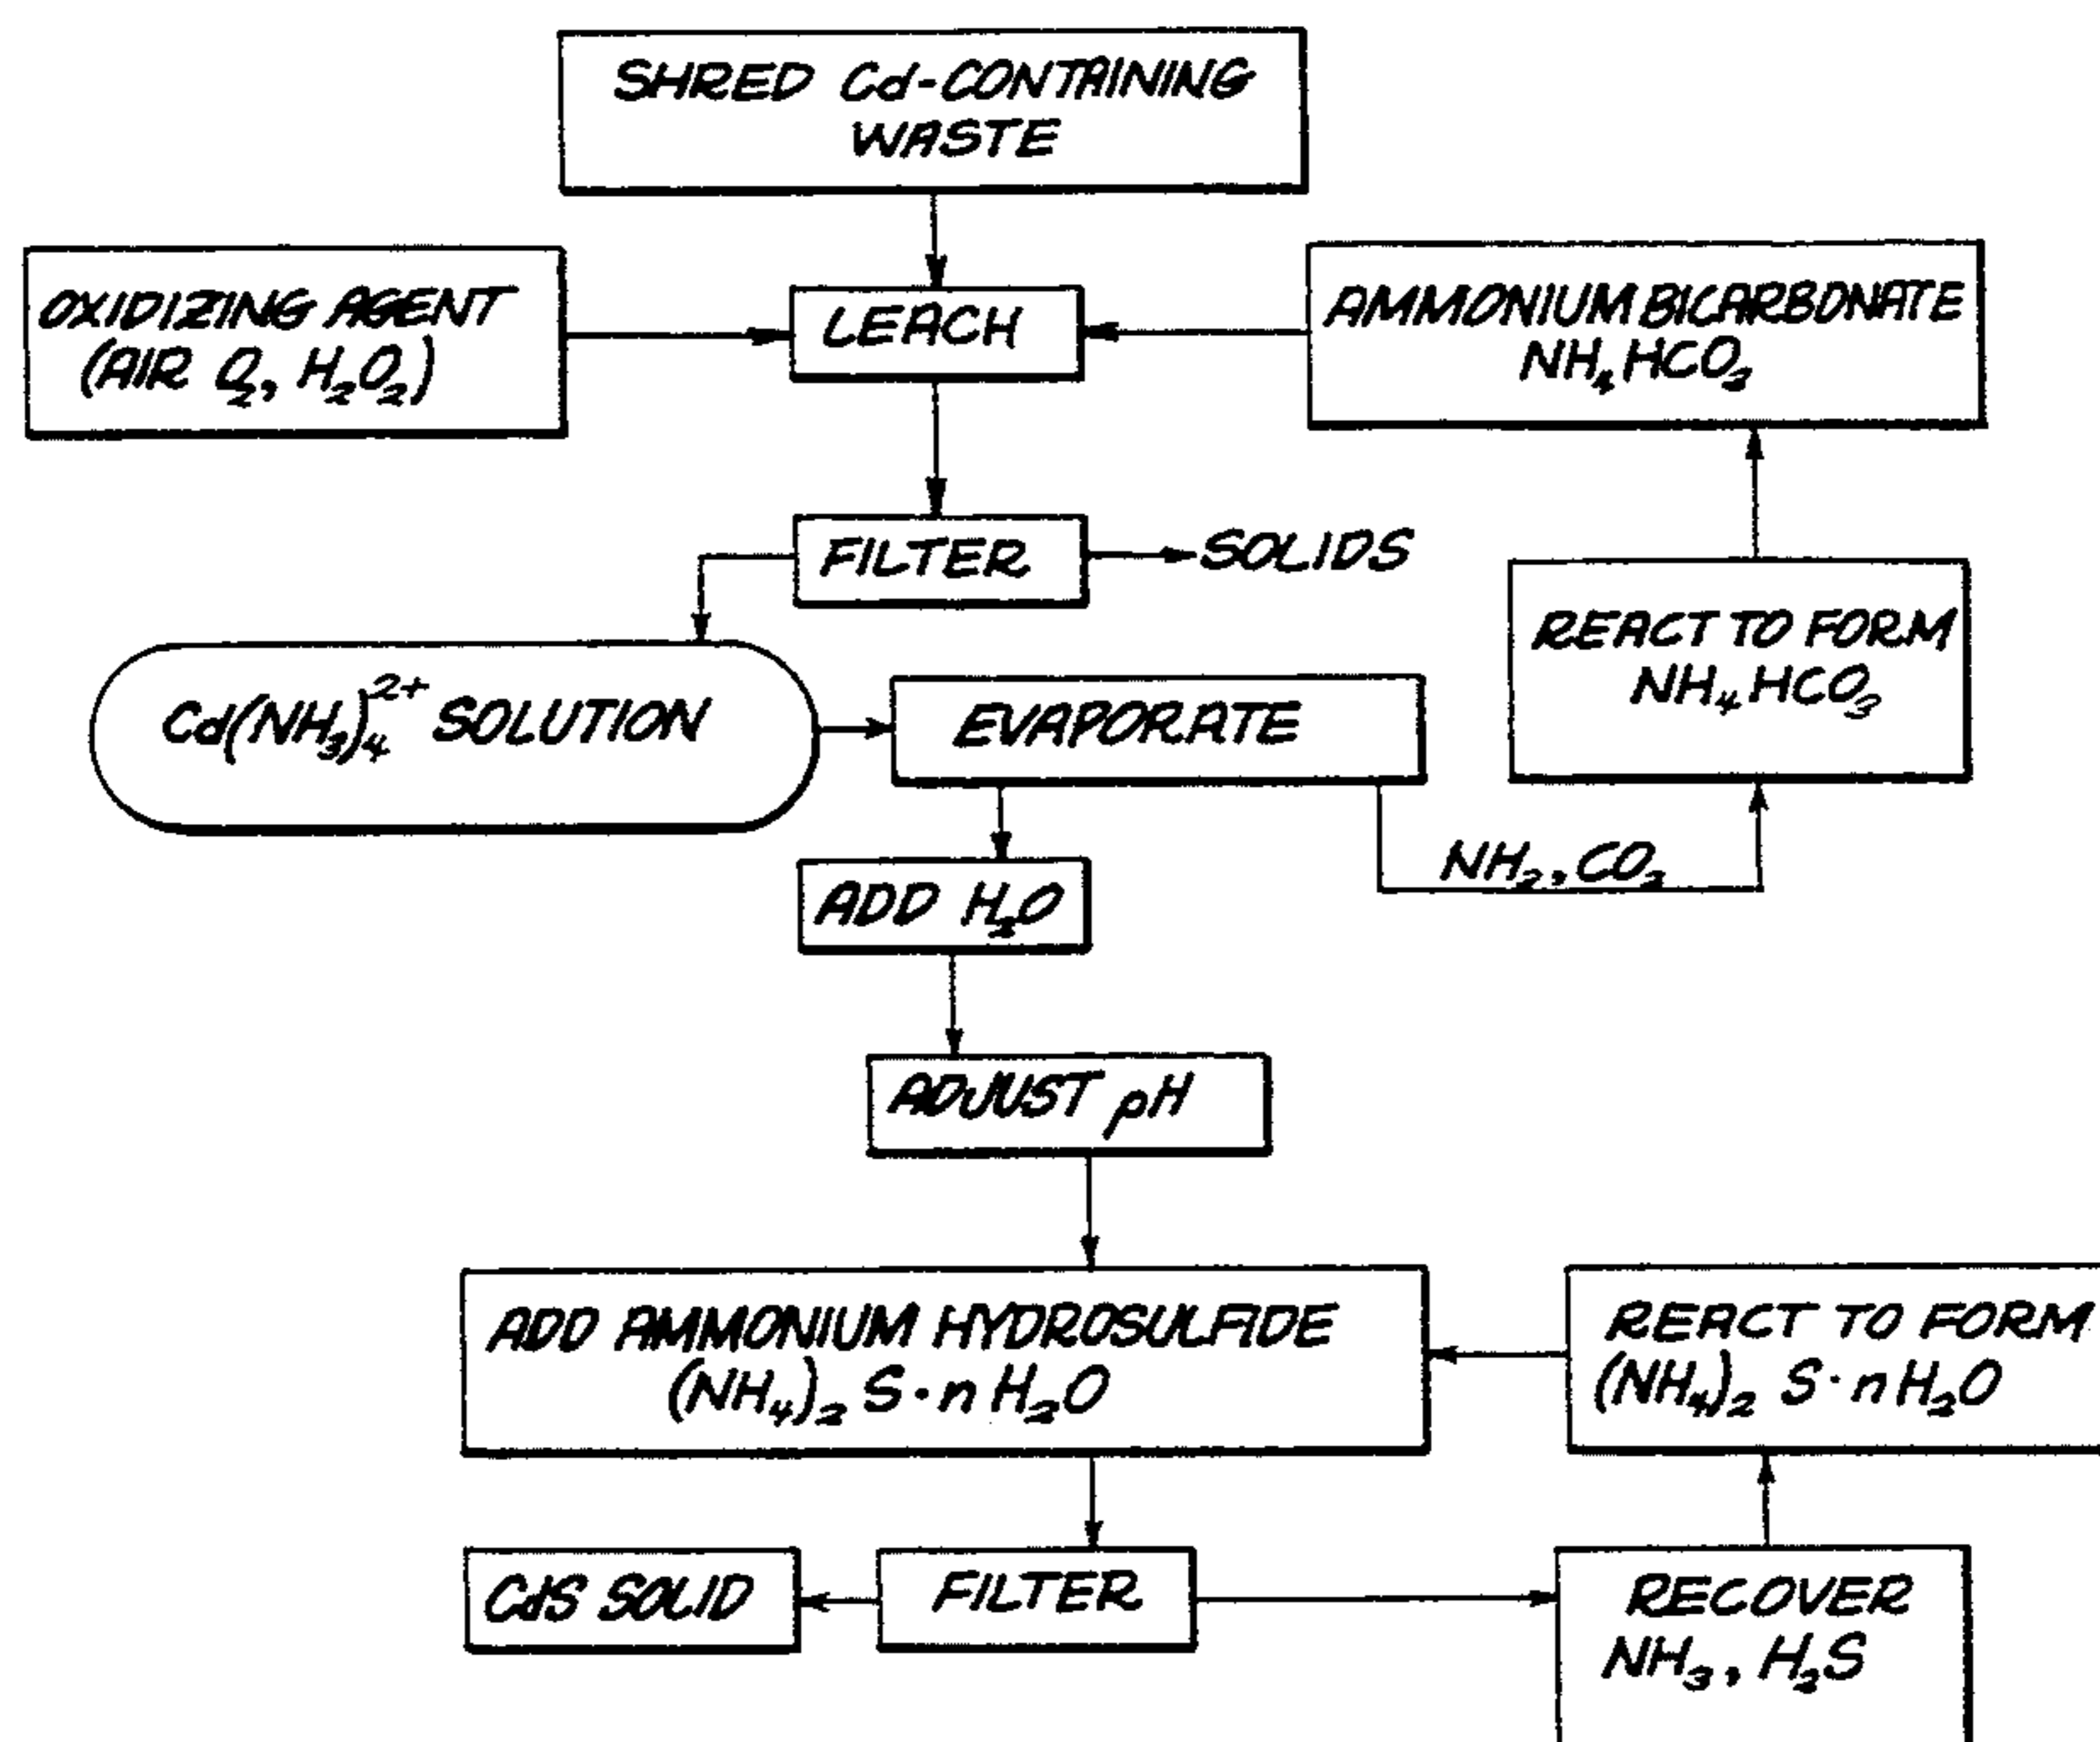 SHRED Cd-CONTAINING
WASTE
OXIDIZING AGENT
(AIR O₂, H₂O₂)
LEACH
AMMONIUM BICARBONATE
NH₄HCO₃
FILTER
SOLIDS
REACT TO FORM
NH₄HCO₃
Cd(NH₃)₄²⁺ SOLUTION
EVAPORATE
NH₂, CO₂
ADD H₂O
ADJUST pH
ADD AMMONIUM HYDROSULFIDE
(NH₄)₂ S·n H₂O
REACT TO FORM
(NH₄)₂ S·n H₂O
CdS SOLID
FILTER
RECOVER
NH₃, H₂S